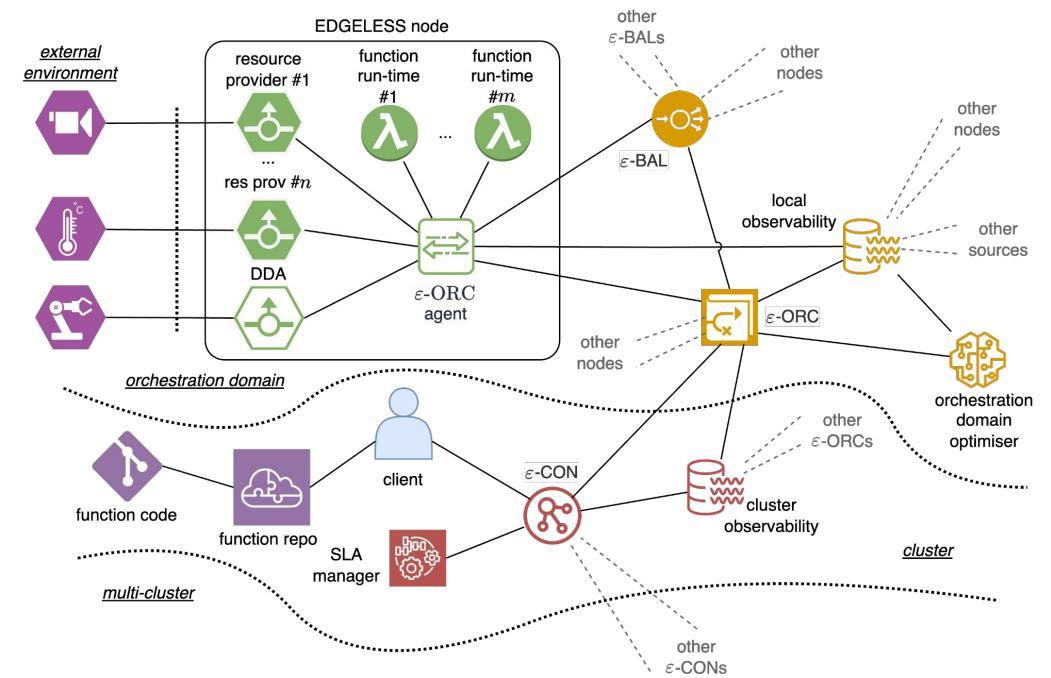 EDGELESS node
external
environment
resource
provider #1
function
run-time
#1
function
run-time
#m
...
...
res prov #n
DDA
°C
λ
λ
ε-ORC
agent
other
ε-BALs
other
nodes
ε-BAL
other
nodes
local
observability
other
sources
ε-ORC
other
nodes
orchestration
domain
optimiser
orchestration domain
client
function code
function repo
SLA
manager
ε-CON
other
ε-ORCs
cluster
observability
cluster
multi-cluster
other
ε-CONs